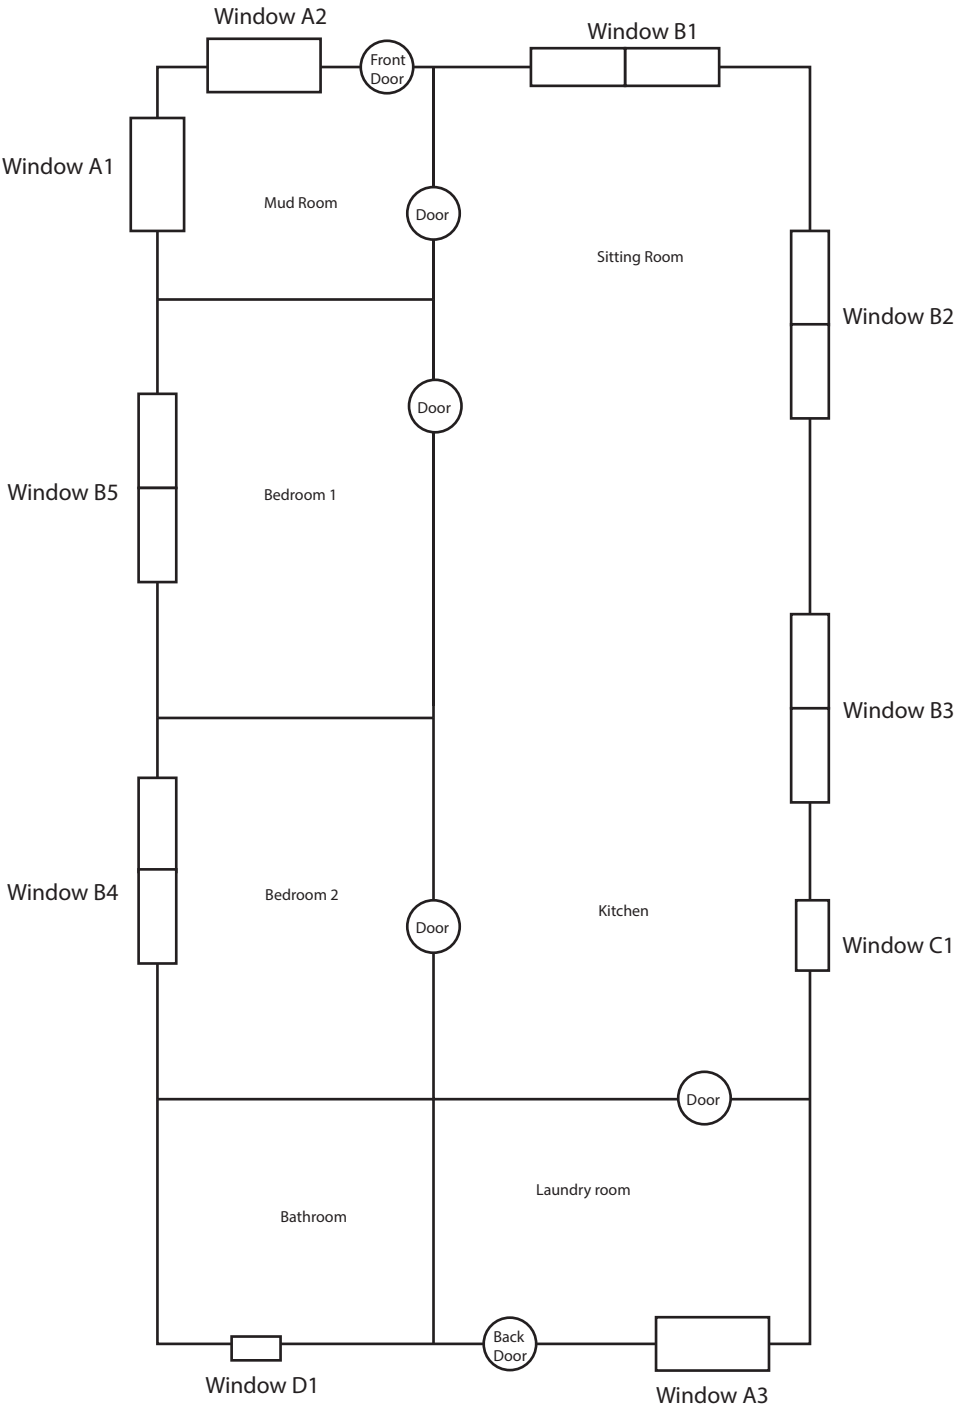 Window A2
Window B1
Front
Door
Window A1
Mud Room
Door
Sitting Room
Window B2
Door
Window B5
Bedroom 1
Window B3
Window B4
Bedroom 2
Door
Kitchen
Window C1
Door
Laundry room
Bathroom
Back
Door
Window D1
Window A3